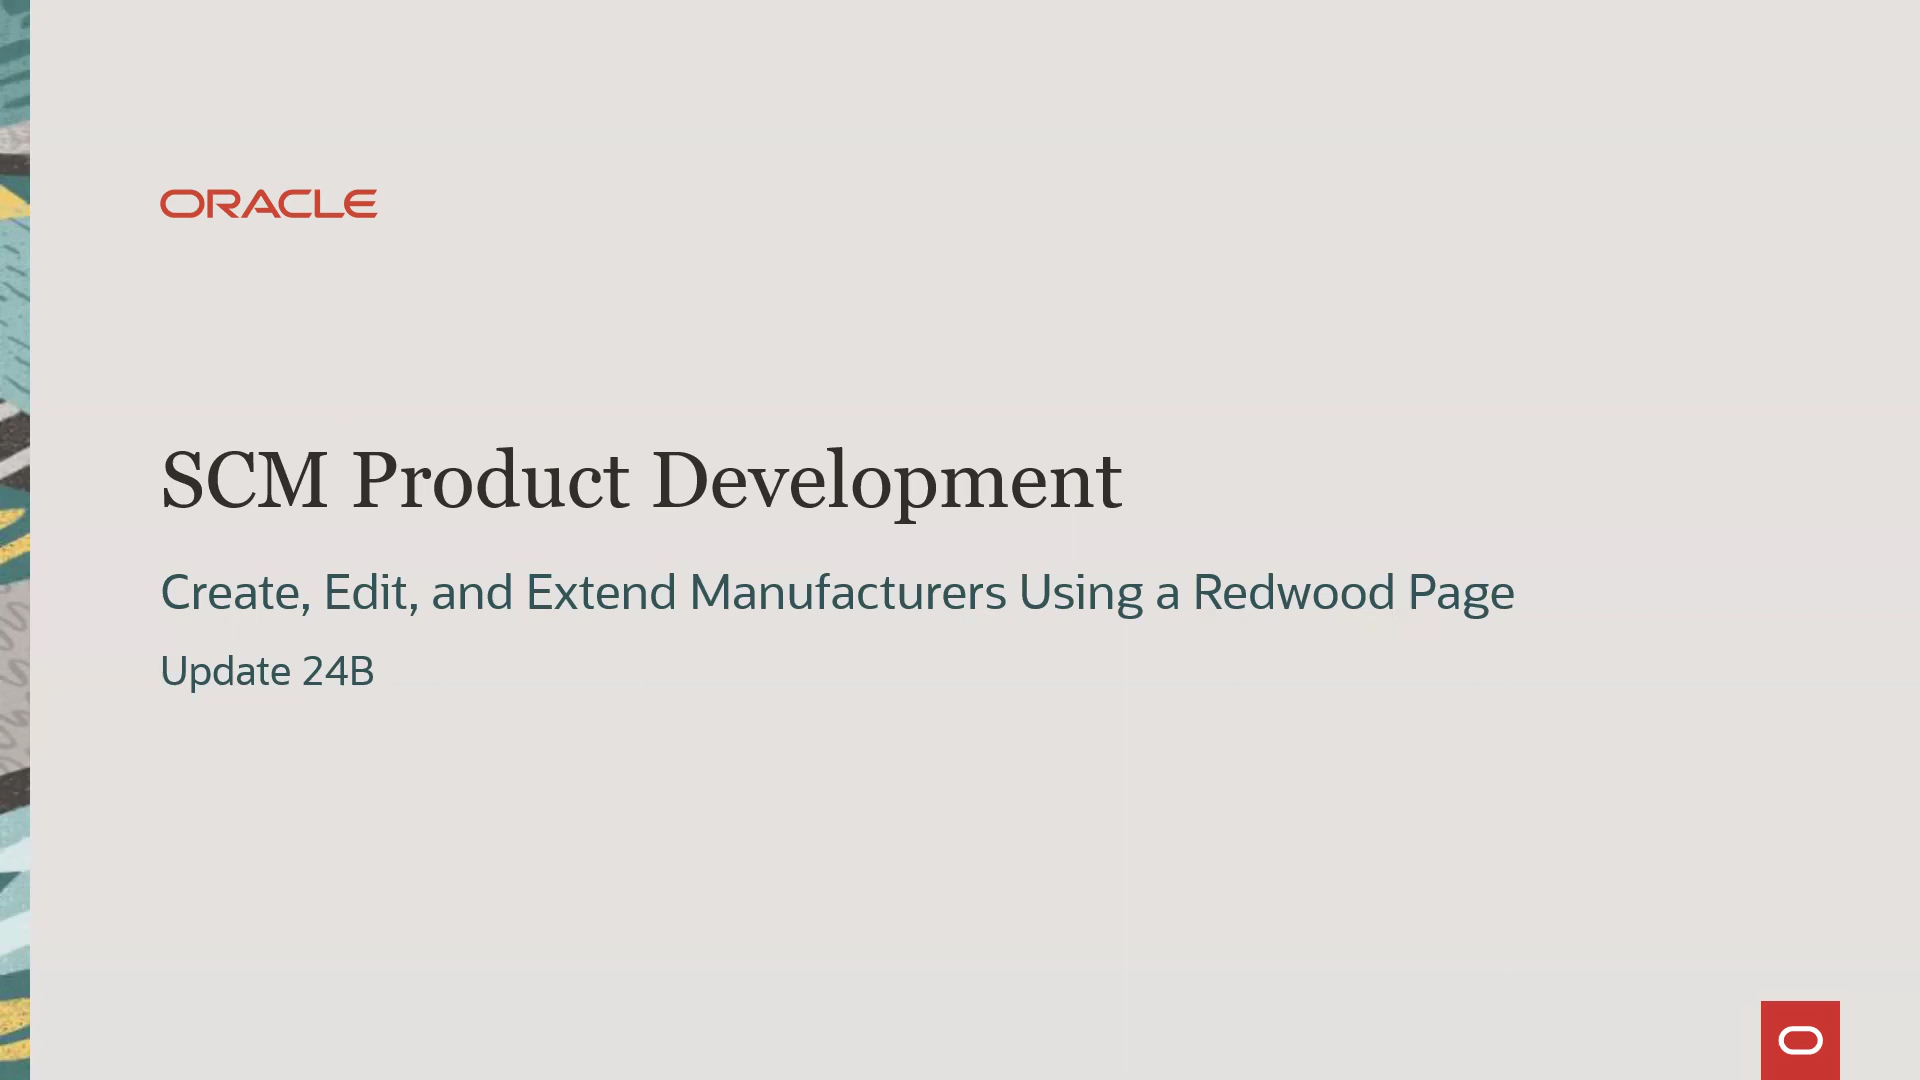 ORACLE
SCM Product Development
Create, Edit, and Extend Manufacturers Using a Redwood Page
Update 24B